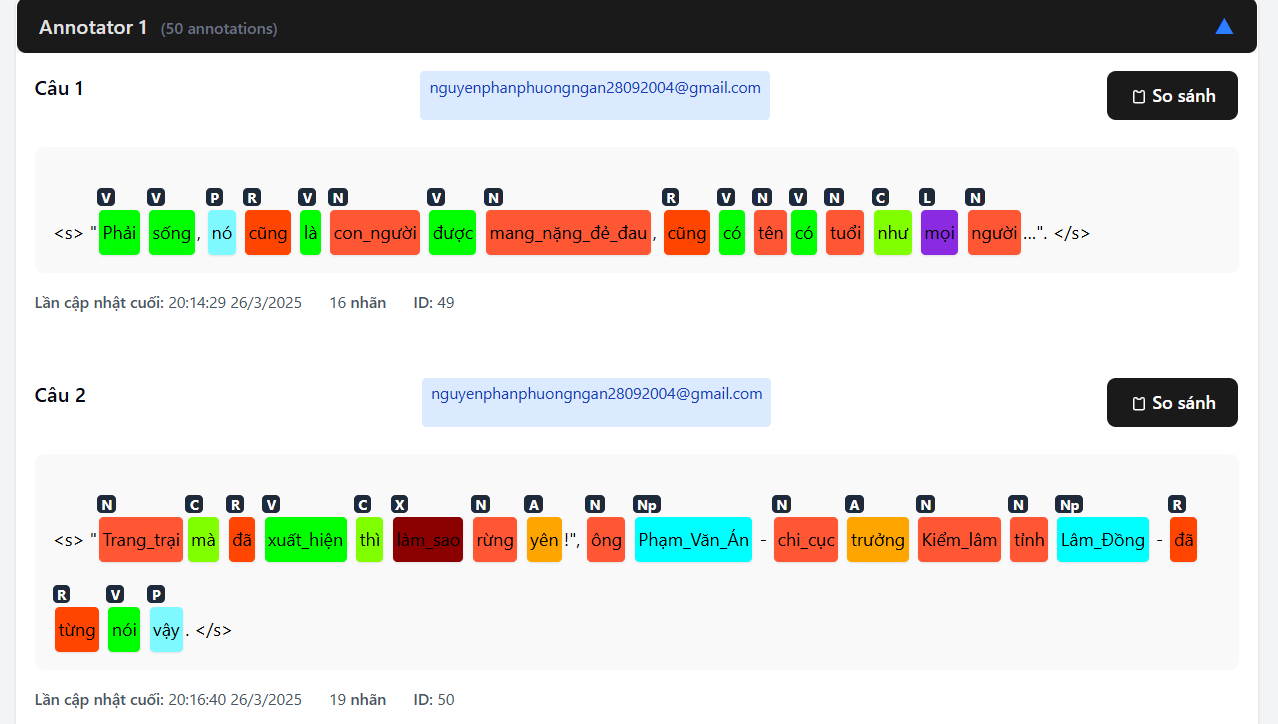 Annotator 1 (50 annotations)
Câu 1 nguyenphanphuongngan28092004@gmail.com So sánh
V V P R V N V N R V N V N C L N
<s> " Phải sống , nó cũng là con_người được mang_nặng_đẻ_đau , cũng có tên có tuổi như mọi người ...". </s>
Lần cập nhật cuối: 20:14:29 26/3/2025 16 nhãn ID: 49
Câu 2 nguyenphanphuongngan28092004@gmail.com So sánh
N C R V C X N A N Np N A N N Np R
<s> " Trang_trại mà đã xuất_hiện thì làm_sao rừng yên !", ông Phạm_Văn_Án - chi_cục trưởng Kiểm_lâm tỉnh Lâm_Đồng - đã
R V P
từng nói vậy . </s>
Lần cập nhật cuối: 20:16:40 26/3/2025 19 nhãn ID: 50